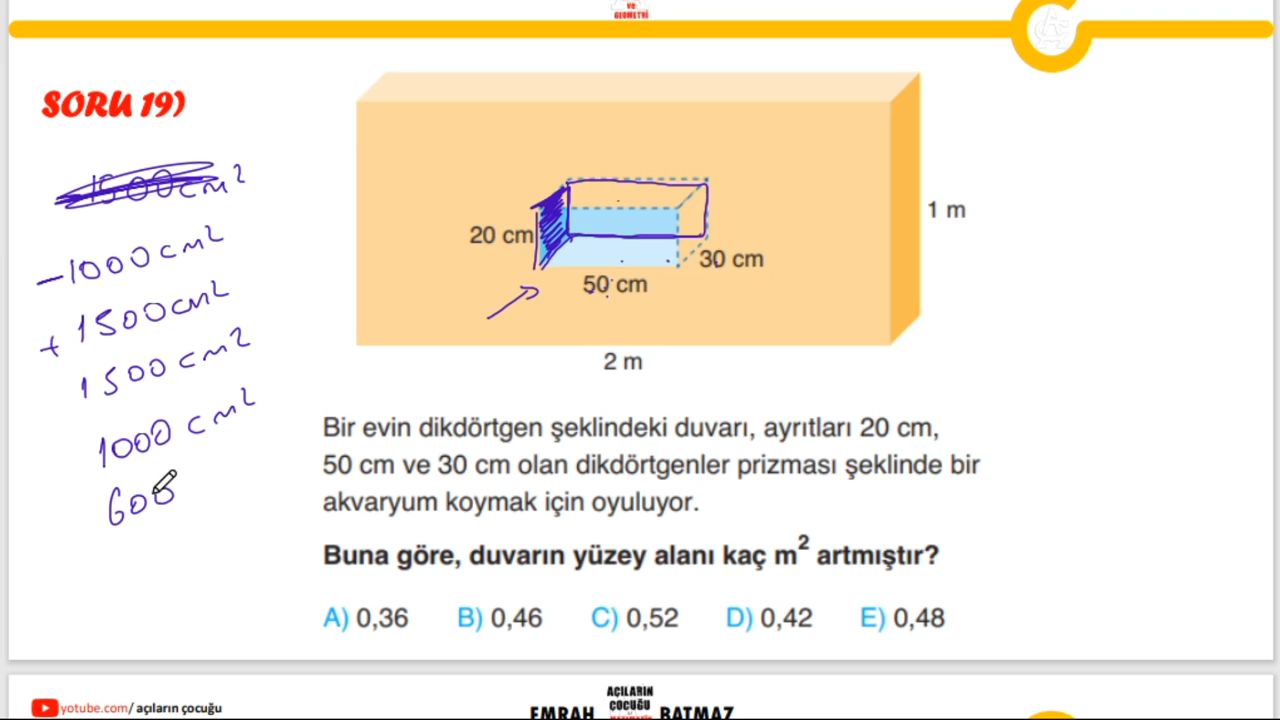 VE
GEOMETRİ
SORU 19)
1500 cm²
-1000 cm²
+ 1500 cm²
1500 cm²
1000 cm²
600
20 cm
50 cm
30 cm
1 m
2 m
Bir evin dikdörtgen şeklindeki duvarı, ayrıtları 20 cm,
50 cm ve 30 cm olan dikdörtgenler prizması şeklinde bir
akvaryum koymak için oyuluyor.
Buna göre, duvarın yüzey alanı kaç m² artmıştır?
A) 0,36 B) 0,46 C) 0,52 D) 0,42 E) 0,48
yotube.com/ açıların çocuğu
AÇILARIN
ÇOCUĞU
EMRAH BATMAZ